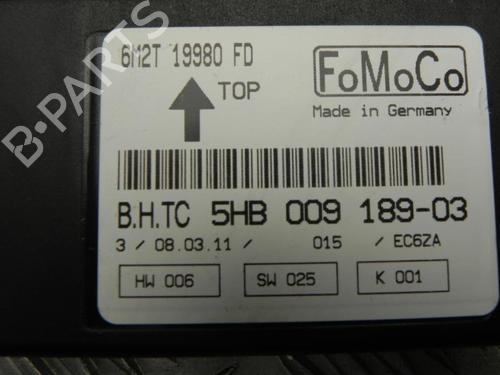 6M2T 19980 FD
FoMoCo
TOP
Made in Germany
B.H.TC 5HB 009 189-03
3 / 08.03.11 / 015 / EC6ZA
HW 006 SW 025 K 001
B-PARTS